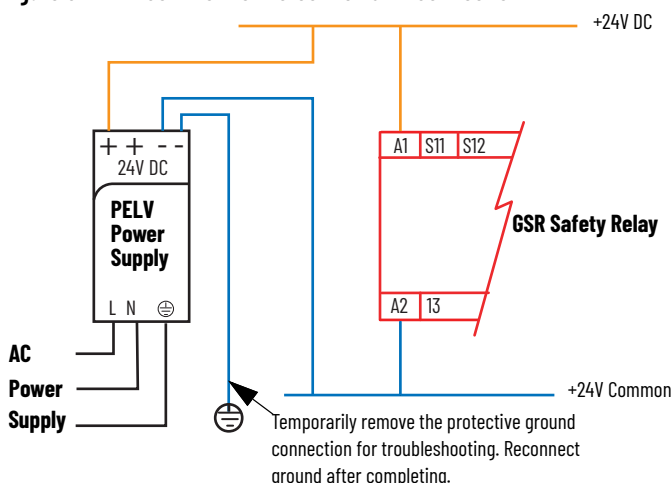 +24V DC
+ + - -
24V DC
PELV
Power
Supply
L N
A1 S11 S12
GSR Safety Relay
A2 13
AC
Power
Supply
+24V Common
Temporarily remove the protective ground
connection for troubleshooting. Reconnect
ground after completing.